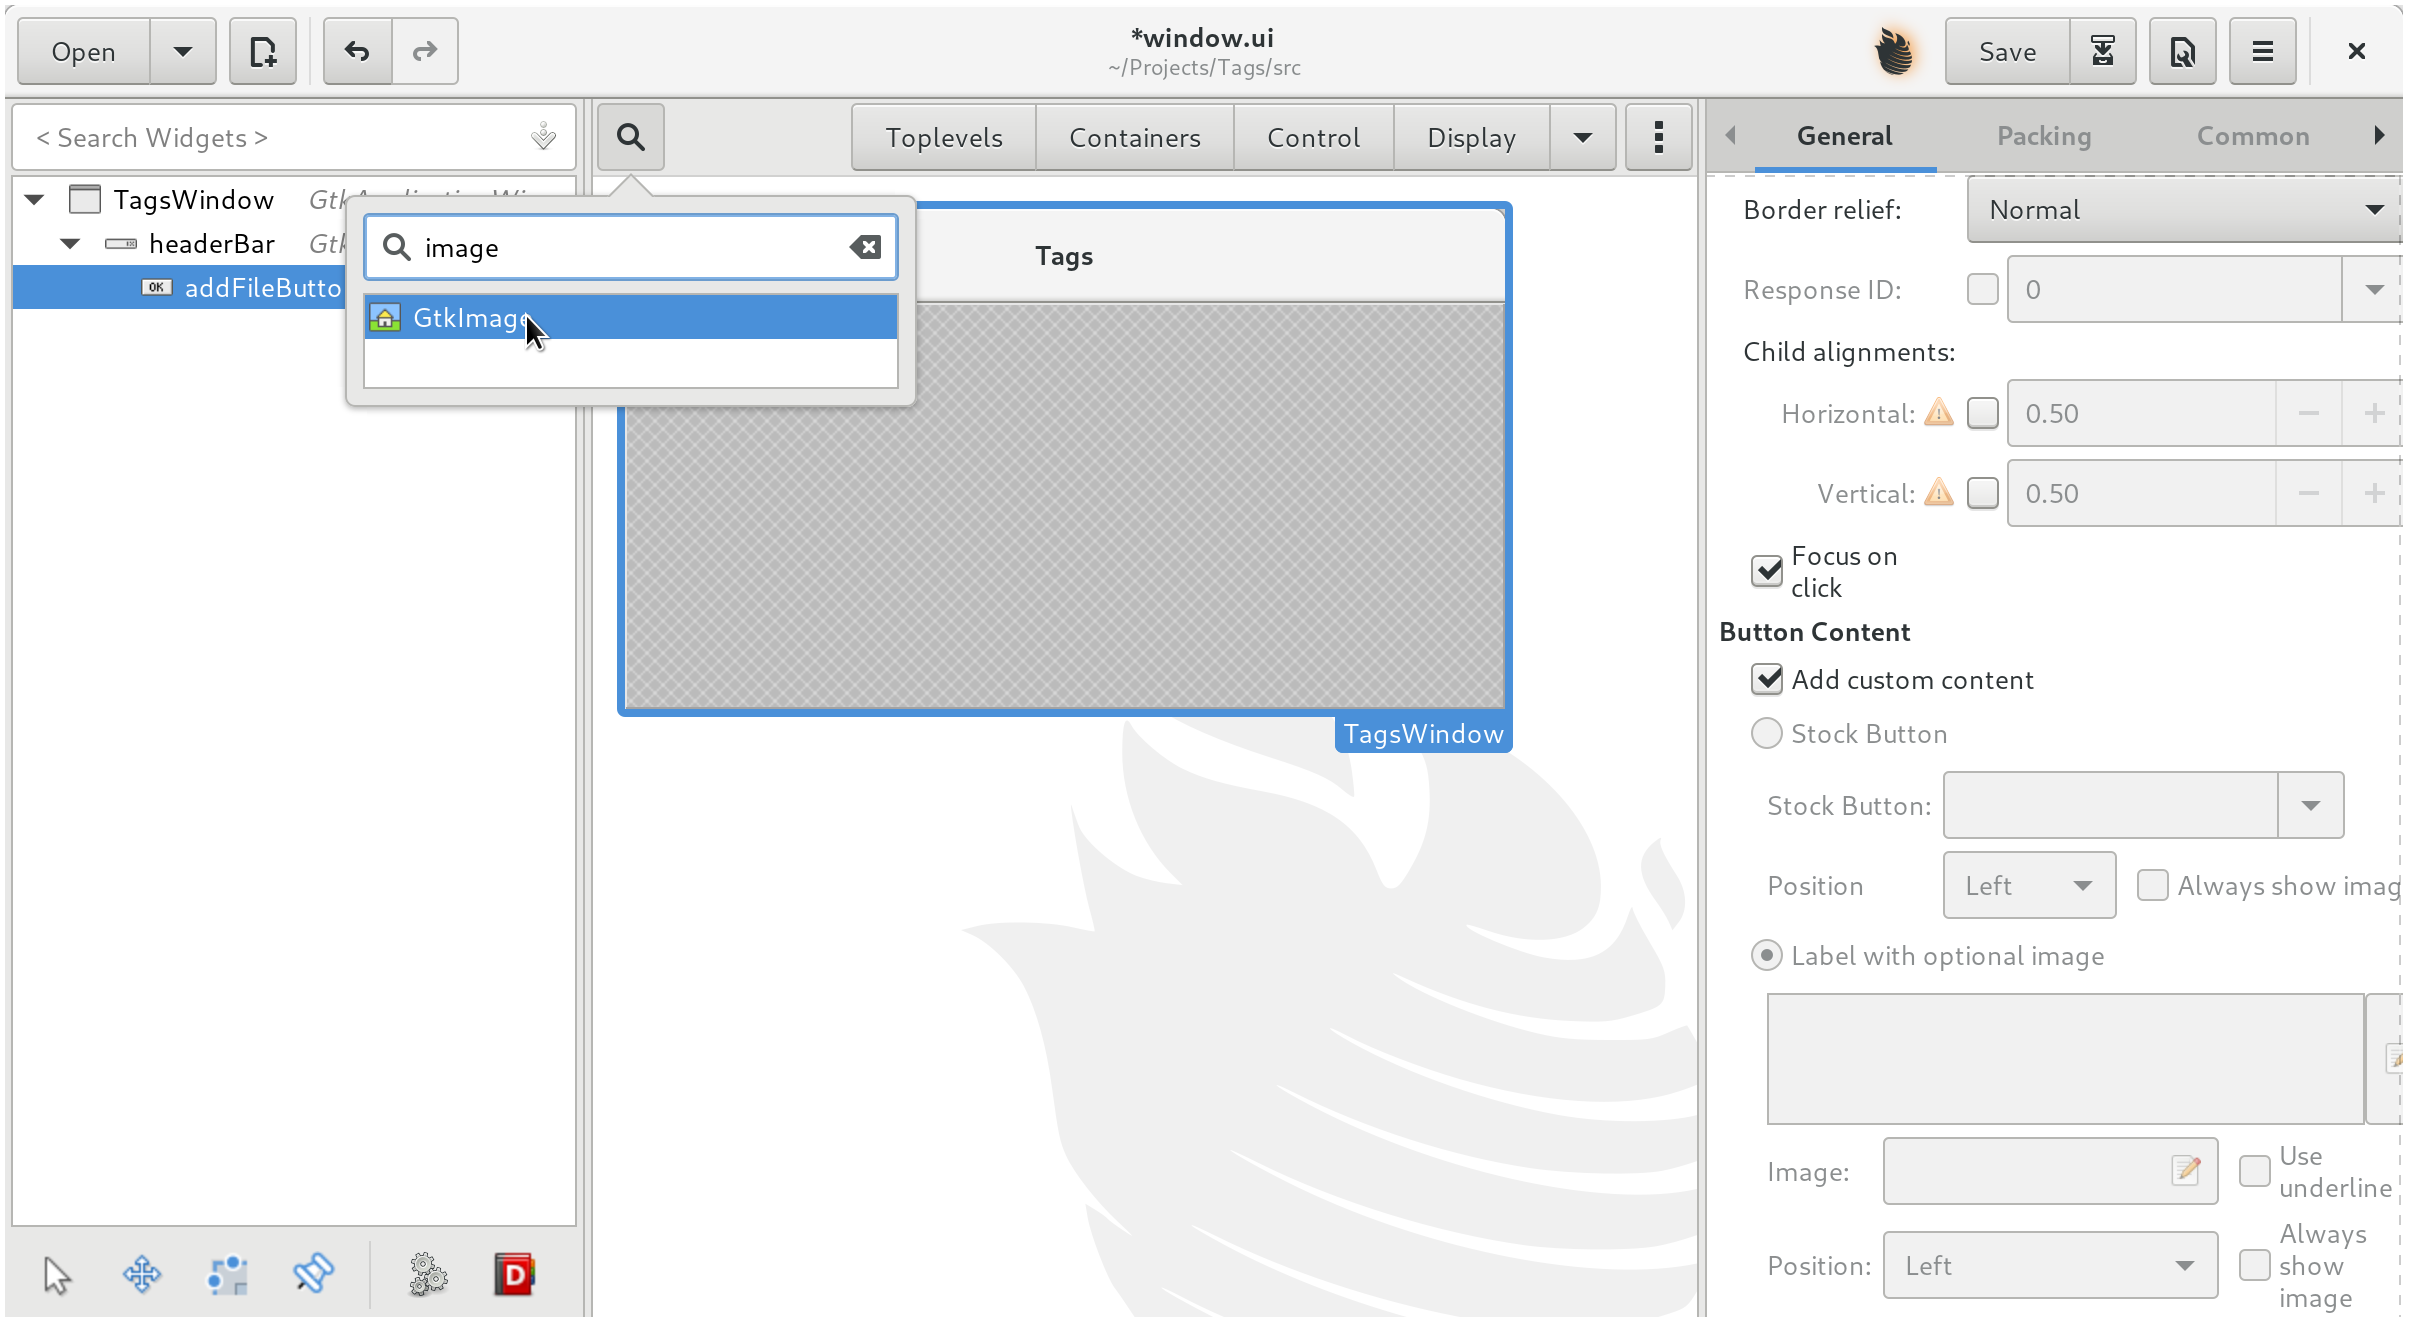 Open
*window.ui
~/Projects/Tags/src
Save
< Search Widgets >
Toplevels
Containers
Control
Display
General
Packing
Common
TagsWindow
headerBar
addFileButto
image
GtkImage
Tags
TagsWindow
Border relief:
Normal
Response ID:
0
Child alignments:
Horizontal:
0.50
Vertical:
0.50
Focus on
click
Button Content
Add custom content
Stock Button
Stock Button:
Position
Left
Always show imag
Label with optional image
Image:
Use
underline
Position:
Left
Always
show
image
OK
D